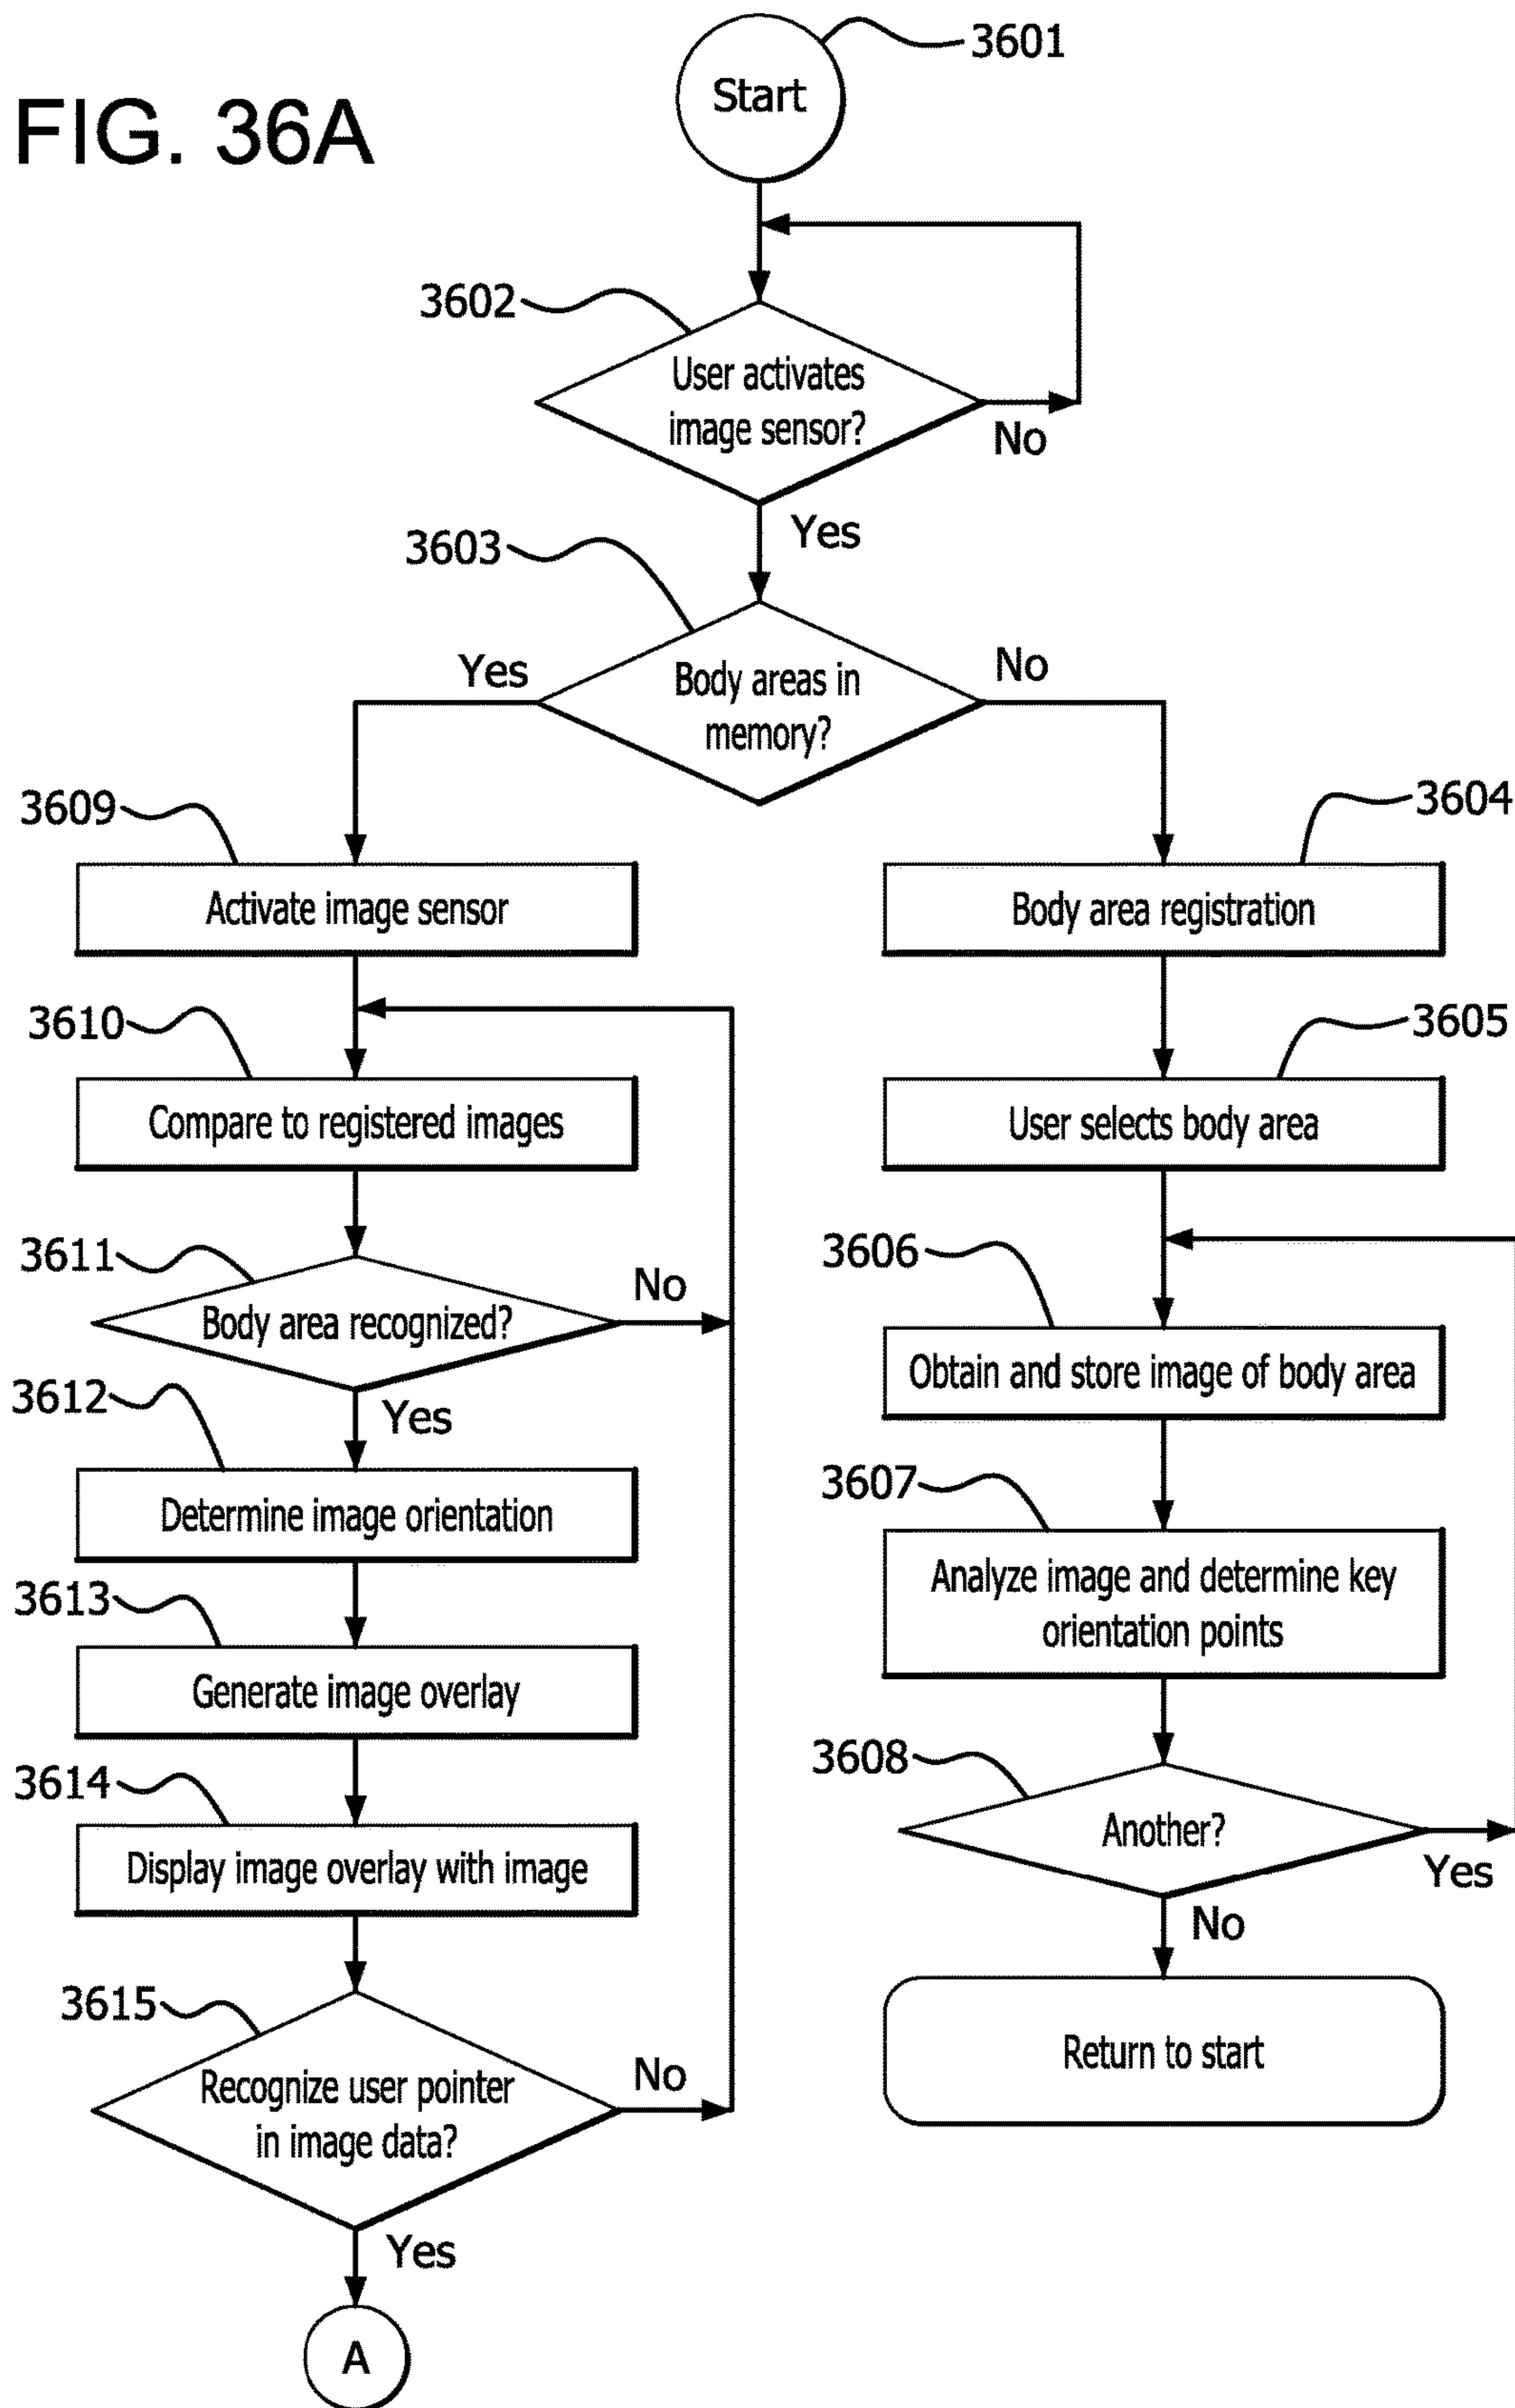 FIG. 36A
3601
Start
3602
User activates
image sensor?
No
Yes
3603
Yes
Body areas in
memory?
No
3609
3604
Activate image sensor
Body area registration
3610
3605
Compare to registered images
User selects body area
3611
Body area recognized?
No
3606
Obtain and store image of body area
3612
Yes
Determine image orientation
3607
Analyze image and determine key
orientation points
3613
Generate image overlay
3614
3608
Another?
Yes
Display image overlay with image
No
3615
Recognize user pointer
in image data?
No
Return to start
Yes
A